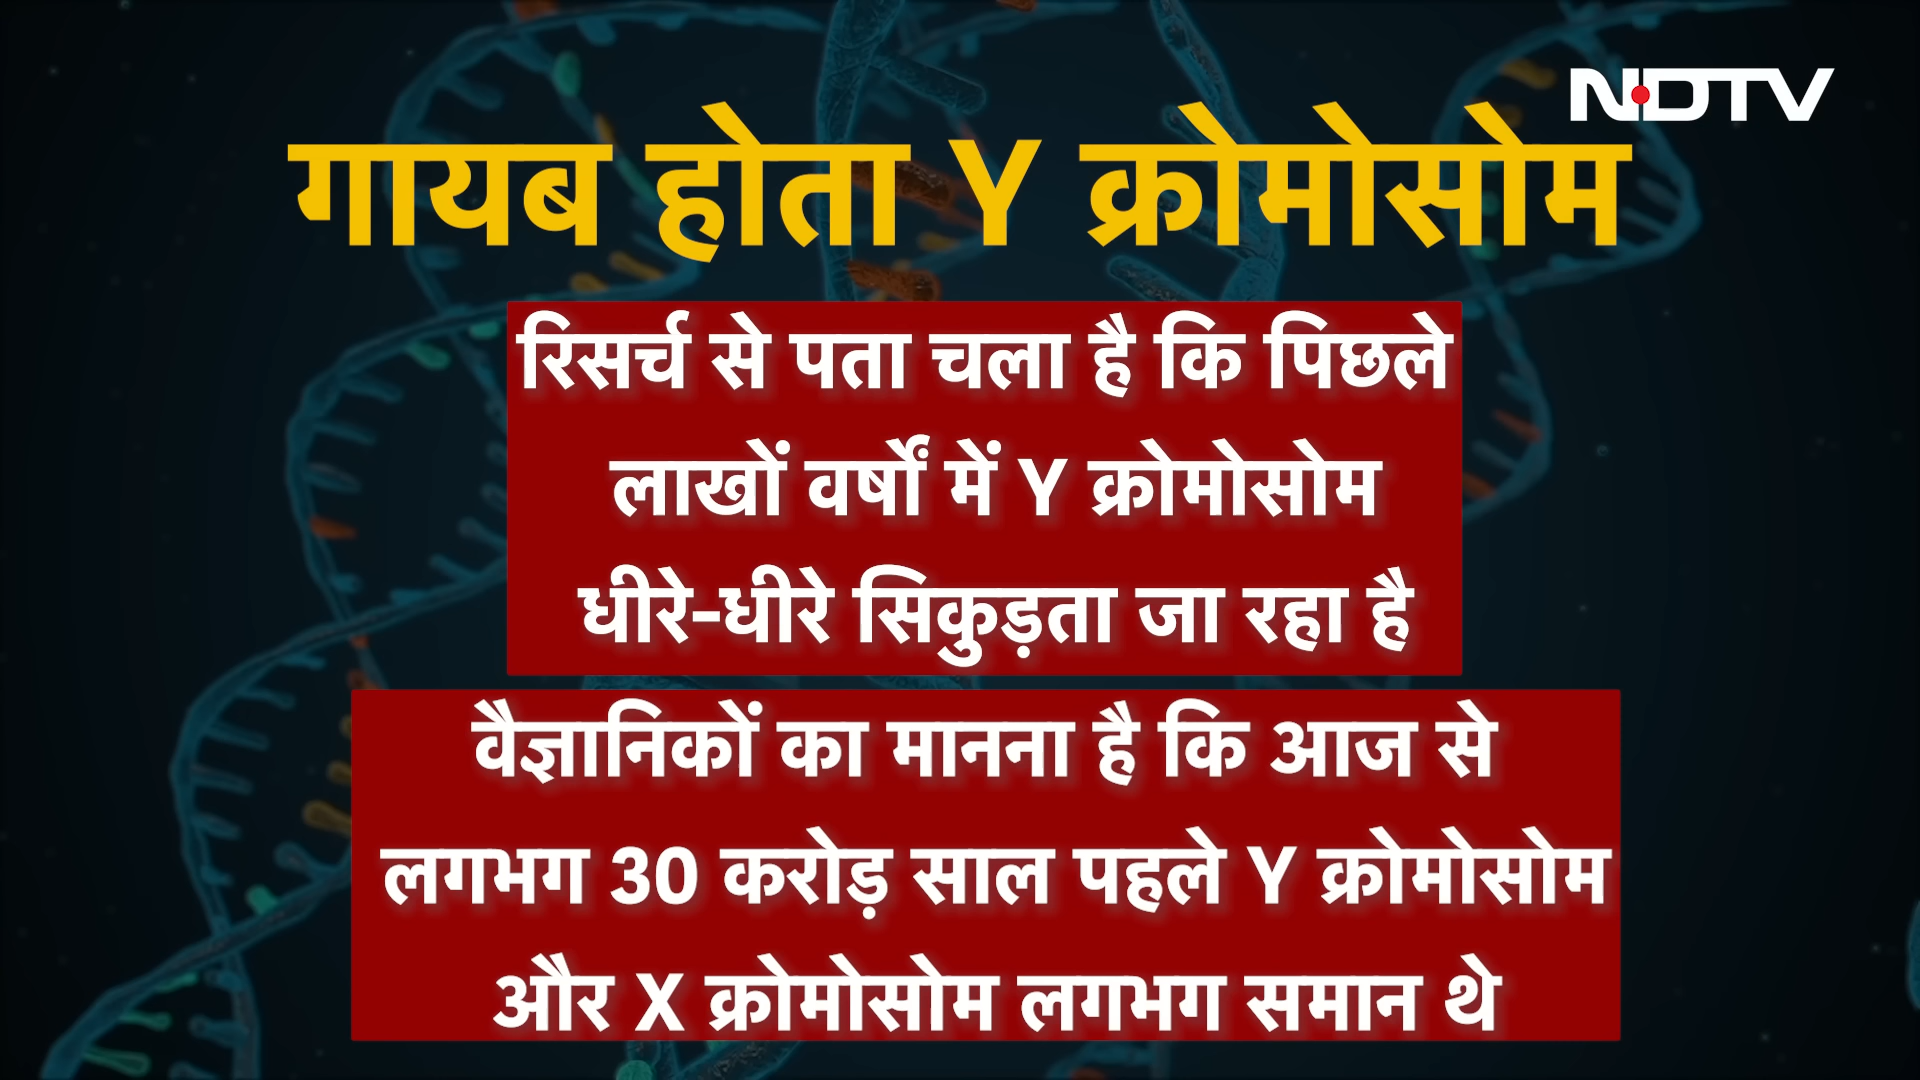 NDTV
गायब होता Y क्रोमोसोम
रिसर्च से पता चला है कि पिछले
लाखों वर्षों में Y क्रोमोसोम
धीरे-धीरे सिकुड़ता जा रहा है
वैज्ञानिकों का मानना है कि आज से
लगभग 30 करोड़ साल पहले Y क्रोमोसोम
और X क्रोमोसोम लगभग समान थे